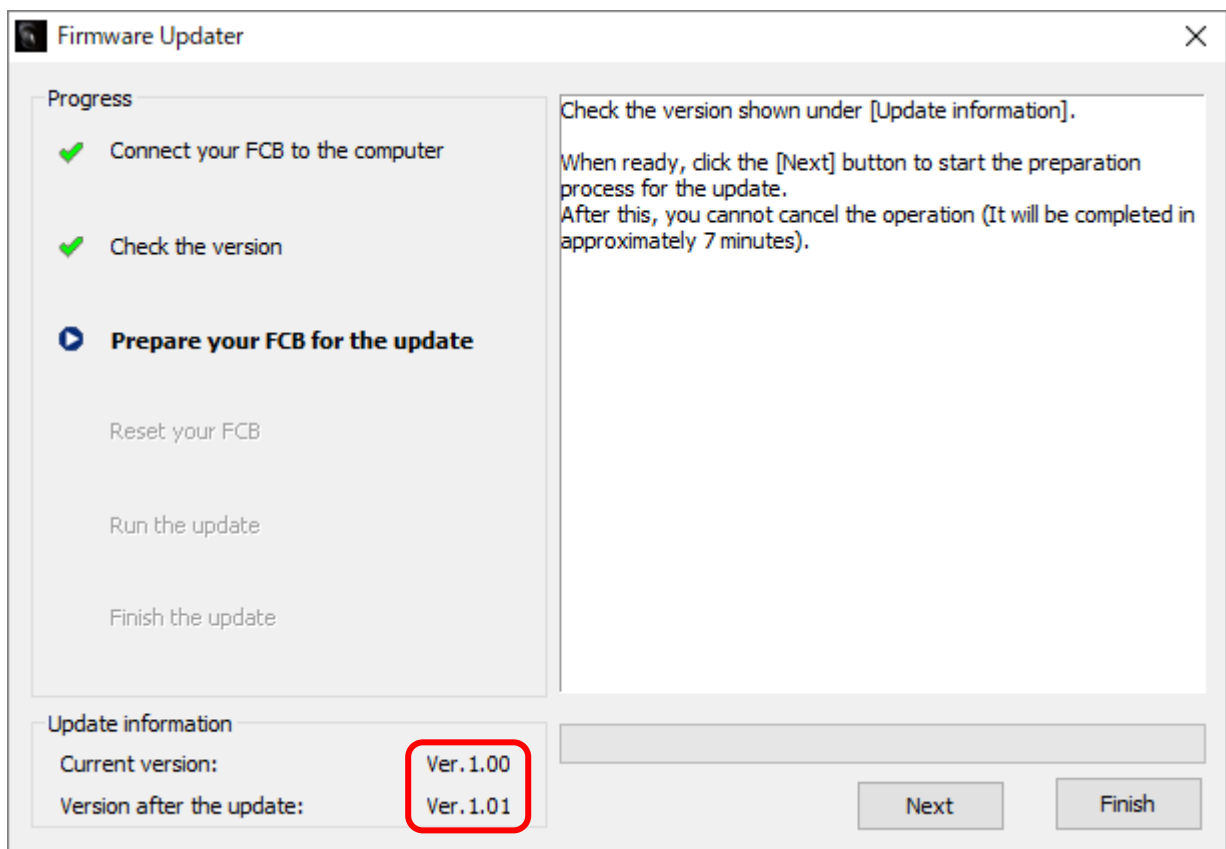 Firmware Updater
Progress
Connect your FCB to the computer
Check the version
Prepare your FCB for the update
Reset your FCB
Run the update
Finish the update
Check the version shown under [Update information].
When ready, click the [Next] button to start the preparation
process for the update.
After this, you cannot cancel the operation (It will be completed in
approximately 7 minutes).
Update information
Current version: Ver.1.00
Version after the update: Ver.1.01
Next Finish